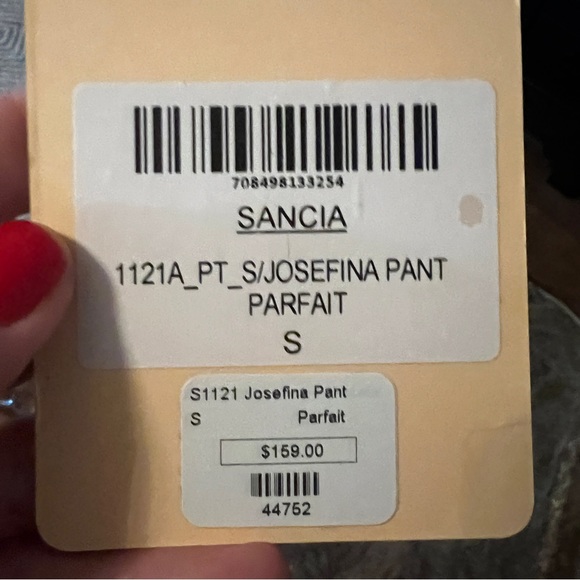 708498133254
SANCIA
1121A_PT_S/JOSEFINA PANT
PARFAIT
S
S1121 Josefina Pant
S Parfait
$159.00
44752